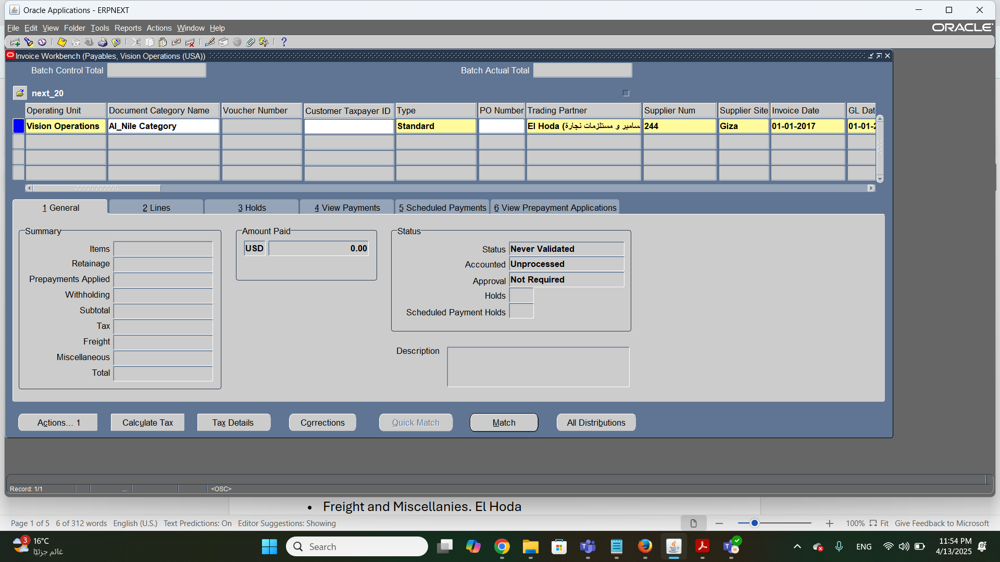 Oracle Applications - ERPNEXT
File Edit View Folder Tools Reports Actions Window Help
ORACLE
Invoice Workbench (Payables, Vision Operations (USA))
Batch Control Total
Batch Actual Total
next_20
Operating Unit Document Category Name Voucher Number Customer Taxpayer ID Type PO Number Trading Partner Supplier Num Supplier Site Invoice Date GL Dat
Vision Operations Al_Nile Category Standard El Hoda (سامير و مستلزمات نجارة 244 Giza 01-01-2017 01-01-2
1 General 2 Lines 3 Holds 4 View Payments 5 Scheduled Payments 6 View Prepayment Applications
Summary
Items
Retainage
Prepayments Applied
Withholding
Subtotal
Tax
Freight
Miscellaneous
Total
Amount Paid
USD 0.00
Status
Status Never Validated
Accounted Unprocessed
Approval Not Required
Holds
Scheduled Payment Holds
Description
Actions... 1 Calculate Tax Tax Details Corrections Quick Match Match All Distributions
Record: 1/1 ... <OSC>
• Freight and Miscellanies. El Hoda
Page 1 of 5 6 of 312 words English (U.S.) Text Predictions: On Editor Suggestions: Showing 100% Fit Give Feedback to Microsoft
3 16°C
غائم جزئيًا
Search
ENG
11:54 PM
4/13/2025